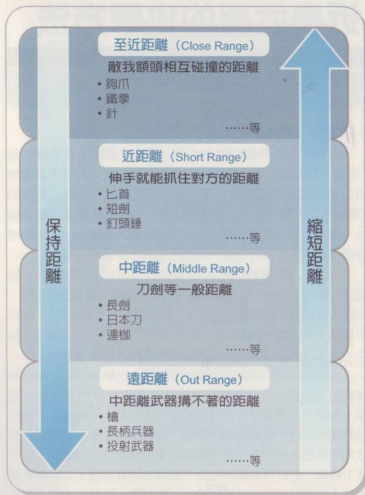 至近距離（Close Range）
敵我額頭相互碰撞的距離
• 鉤爪
• 鐵拳
• 針
……等
近距離（Short Range）
伸手就能抓住對方的距離
• 匕首
• 短劍
• 釘頭錘
……等
中距離（Middle Range）
刀劍等一般距離
• 長劍
• 日本刀
• 連枷
……等
遠距離（Out Range）
中距離武器搆不著的距離
• 槍
• 長柄兵器
• 投射武器
……等
保持距離
縮短距離